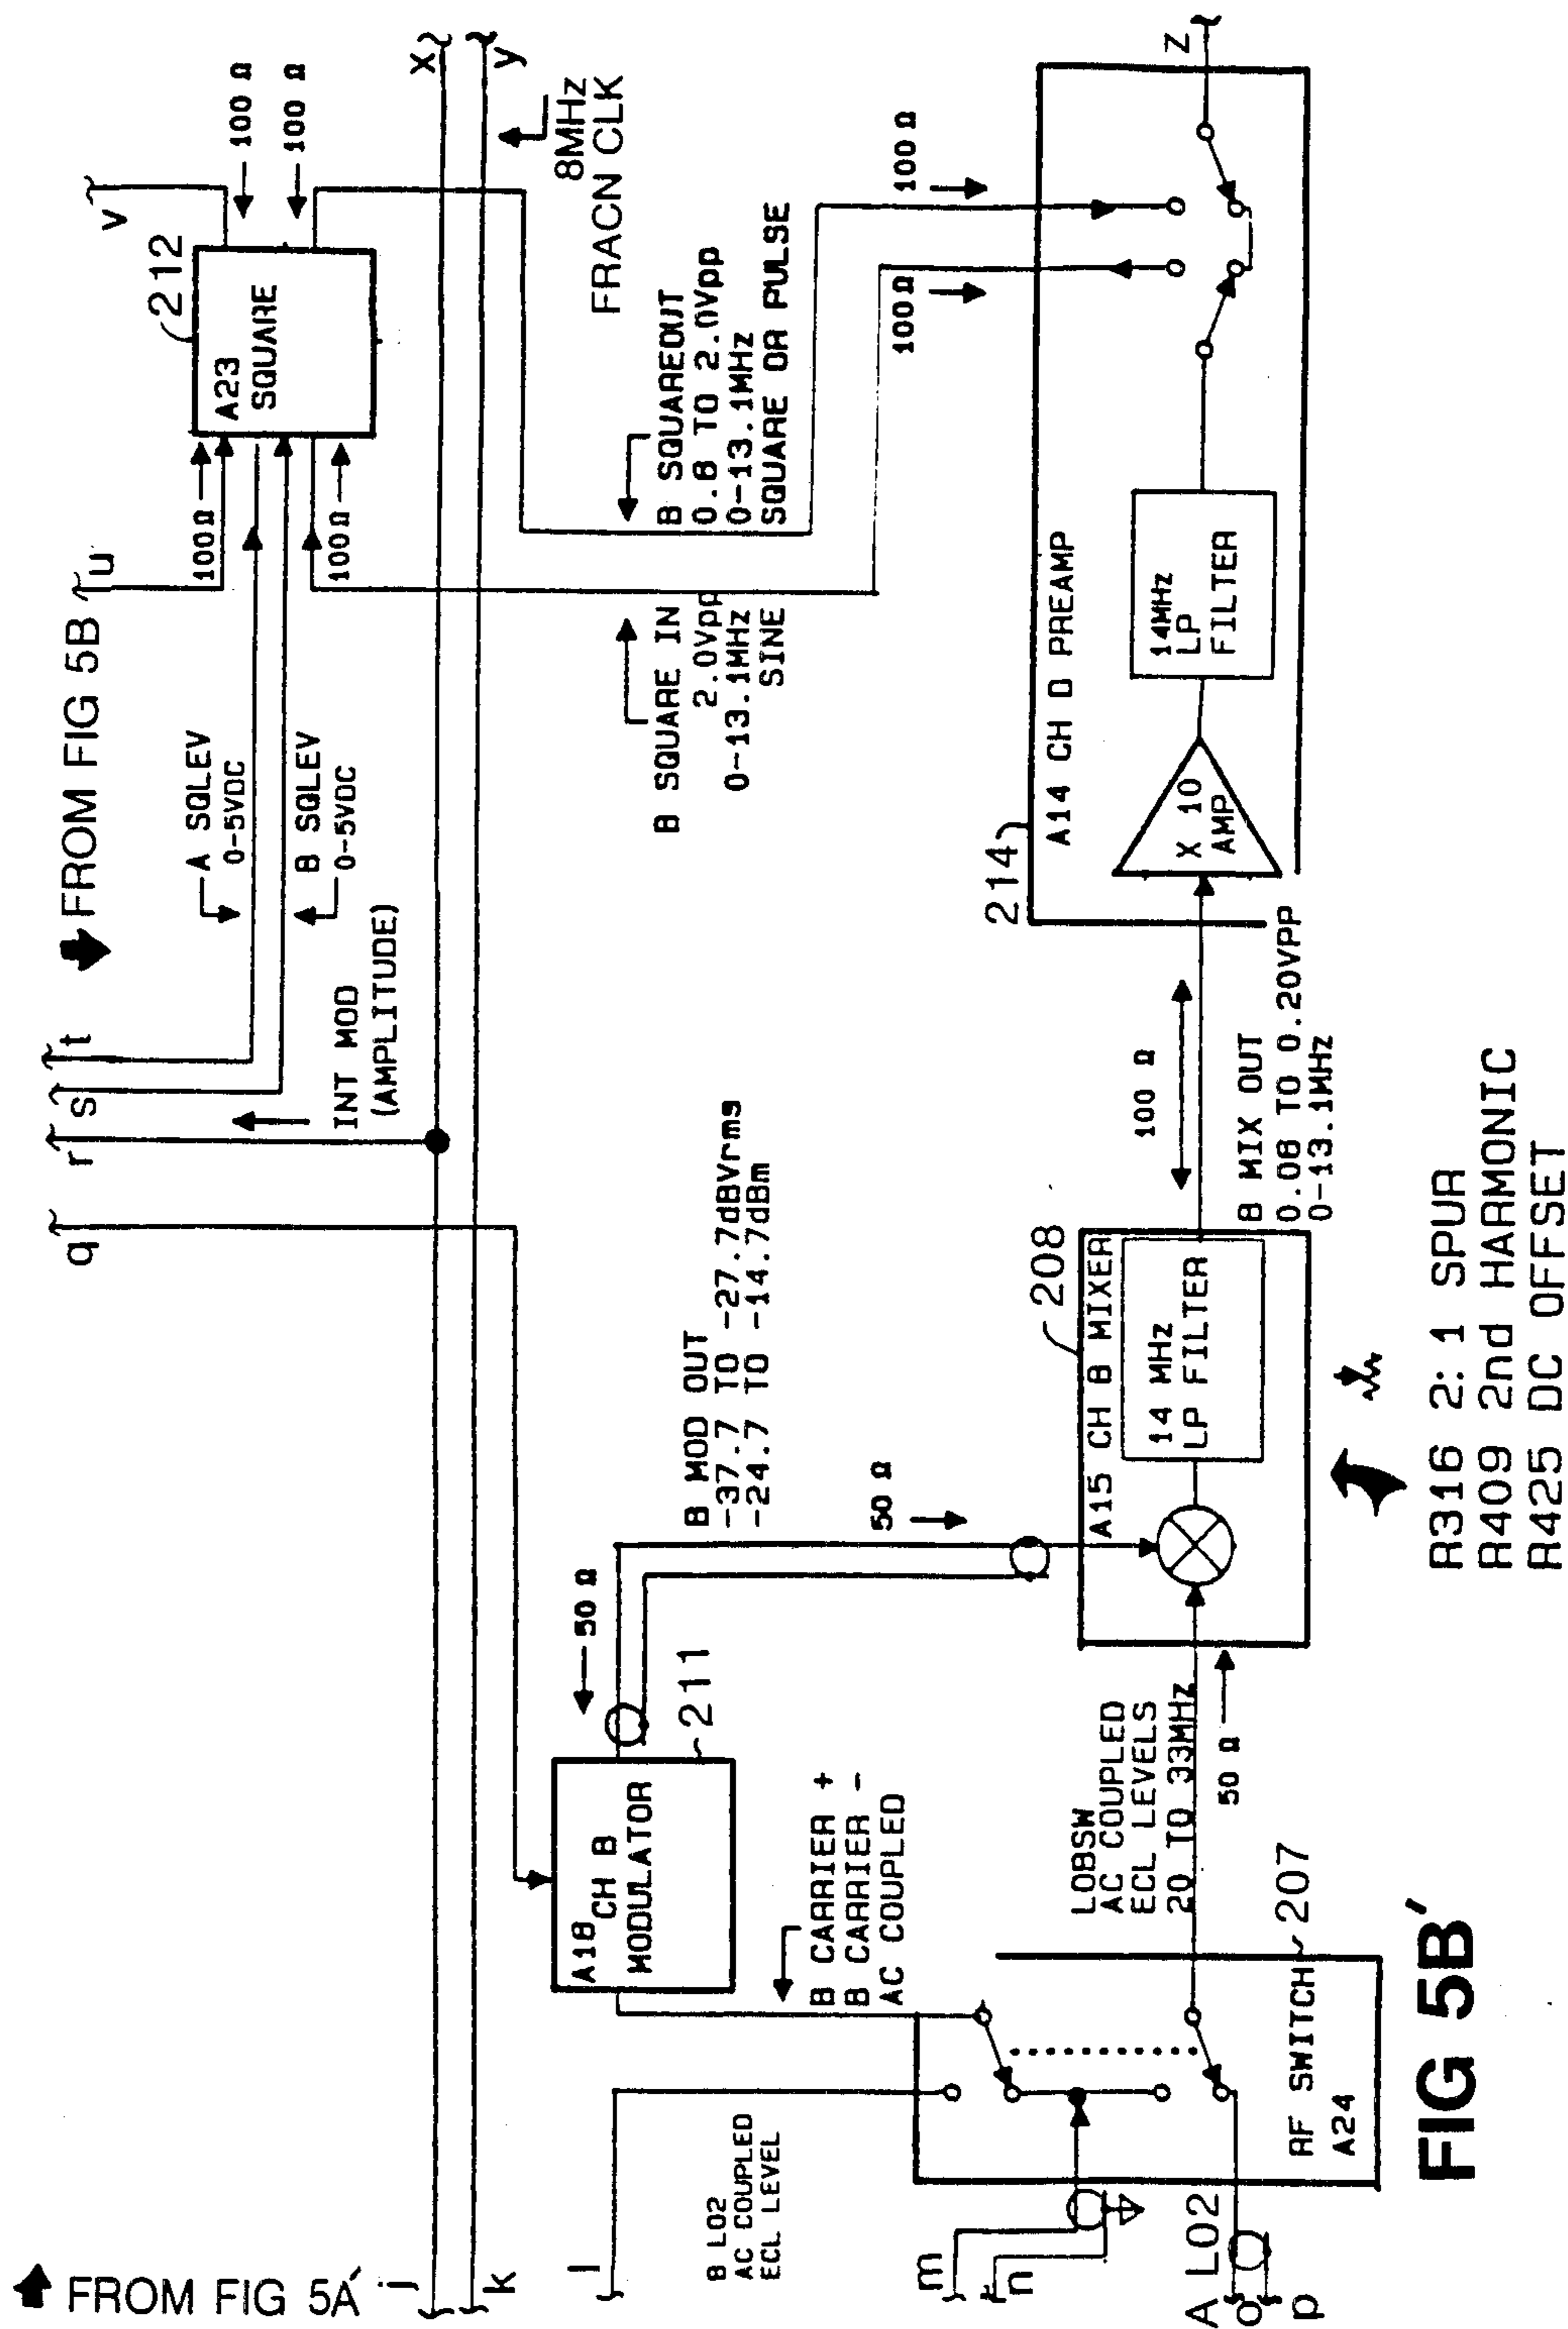 FROM FIG 5A'
j
k
l
B LO2
AC COUPLED
ECL LEVEL
m
n
A LO2
o
p
RF SWITCH
A24
207
B CARRIER +
B CARRIER -
AC COUPLED
A18
CH B
MODULATOR
211
50 Ω
q
r
s
t
INT MOD
(AMPLITUDE)
FROM FIG 5B
A SQLEV
0-5VDC
B SQLEV
0-5VDC
u
100Ω
100Ω
A23
SQUARE
212
v
100 Ω
100 Ω
x
y
8MHz
FRACN CLK
B MOD OUT
-37.7 TO -27.7dBVrms
-24.7 TO -14.7dBm
50 Ω
LOBSW
AC COUPLED
ECL LEVELS
20 TO 33MHz
50 Ω
208
A15 CH B MIXER
14 MHz
LP FILTER
100 Ω
B MIX OUT
0.08 TO 0.20VPP
0-13.1MHz
B SQUARE IN
2.0Vpp
0-13.1MHz
SINE
B SQUAREOUT
0.8 TO 2.0Vpp
0-13.1MHz
SQUARE OR PULSE
100Ω
100 Ω
214
A14 CH D PREAMP
X 10
AMP
14MHz
LP
FILTER
z
R316 2: 1 SPUR
R409 2nd HARMONIC
R425 DC OFFSET
FIG 5B'